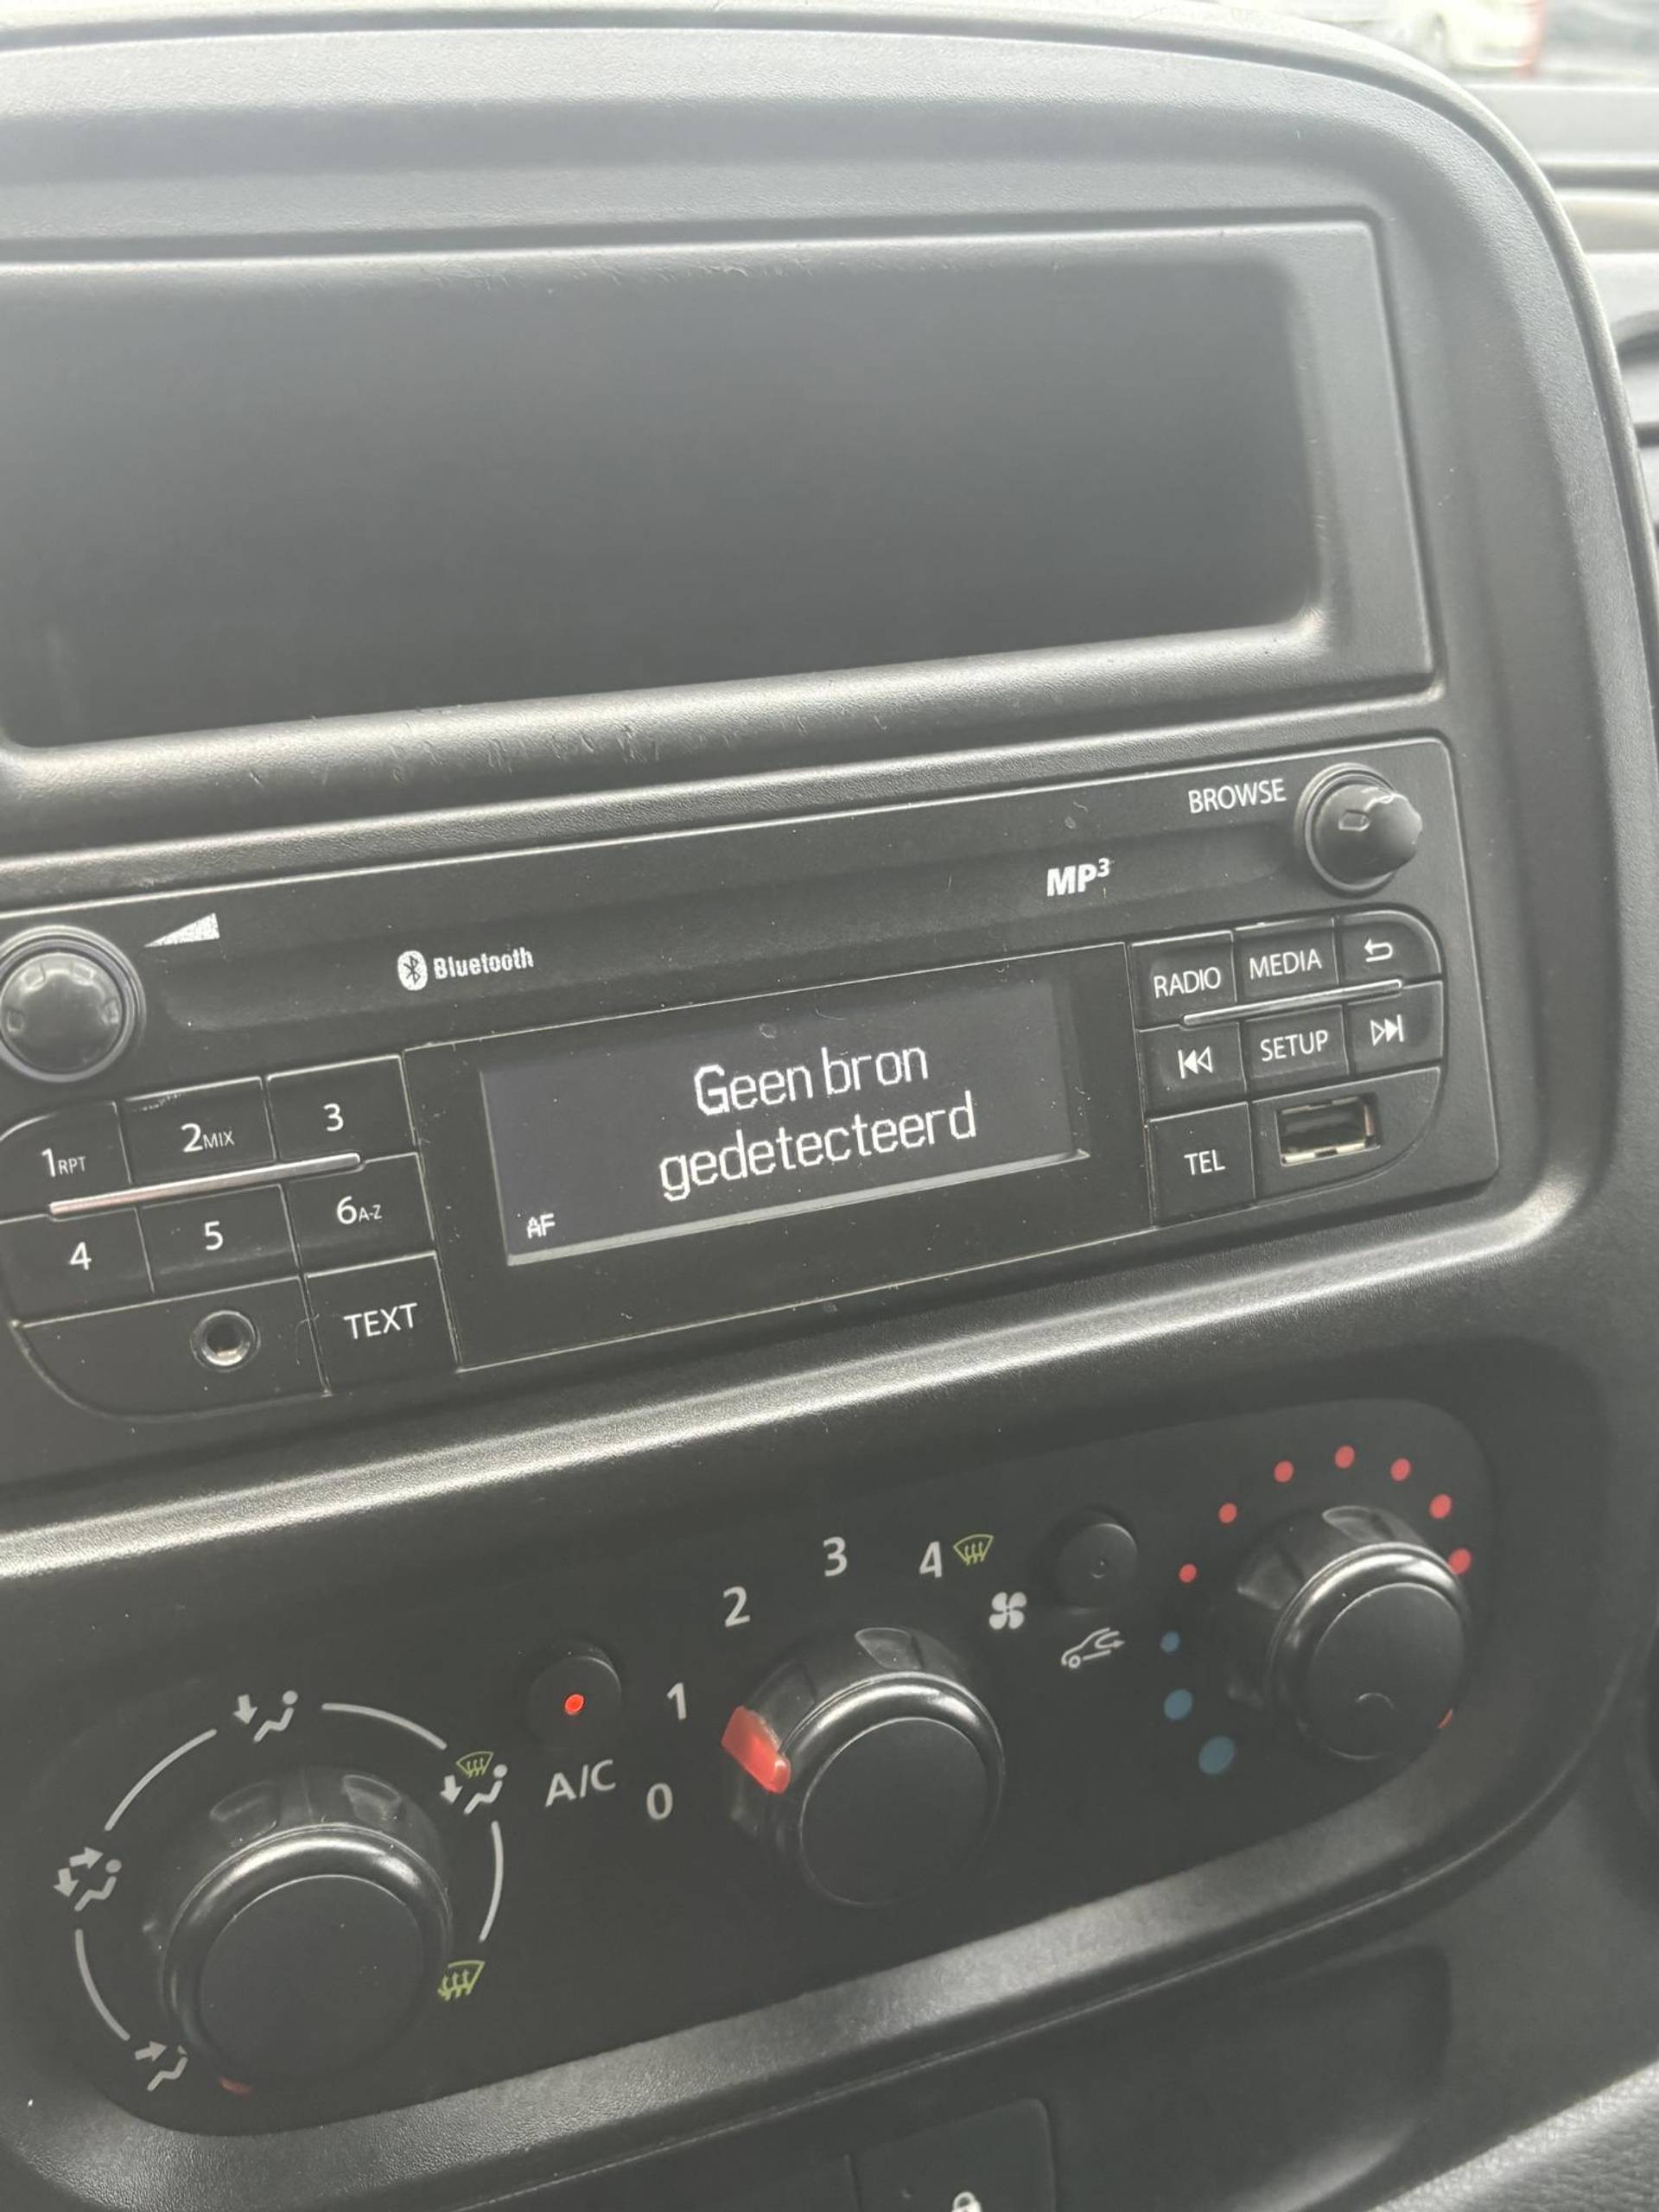 BROWSE
MP³
Bluetooth
RADIO
MEDIA
SETUP
TEL
1RPT
2MIX
3
4
5
6A-Z
TEXT
Geen bron
gedetecteerd
AF
A/C
0
1
2
3
4